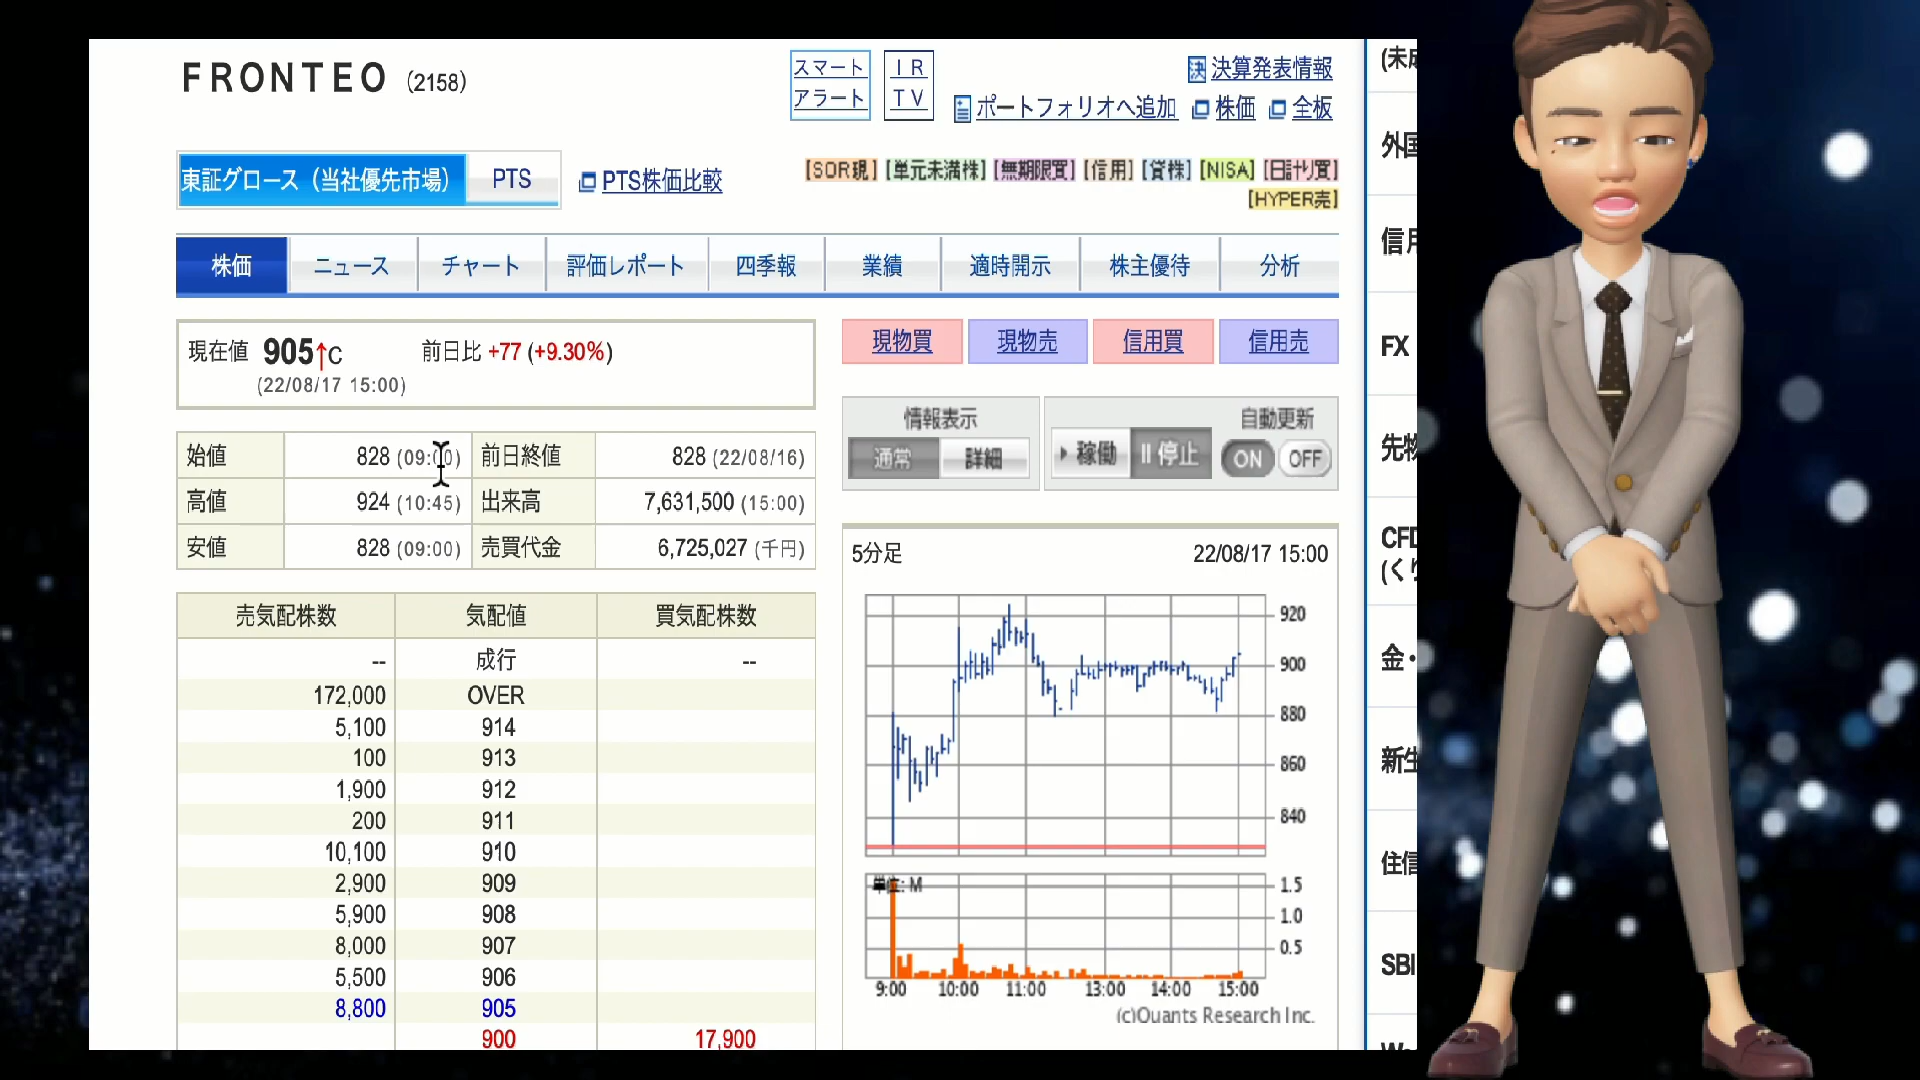 FRONTEO (2158)
スマート
アラート
IR
TV
決 決算発表情報
ポートフォリオへ追加 株価 全板
東証グロース（当社優先市場） PTS PTS株価比較
[SOR現] [単元未満株] [無期限買] [信用] [貸株] [NISA] [日計り買]
[HYPER売]
株価 ニュース チャート 評価レポート 四季報 業績 適時開示 株主優待 分析
現在値 905↑C 前日比 +77 (+9.30%)
(22/08/17 15:00)
現物買 現物売 信用買 信用売
情報表示
通常 詳細
自動更新
稼働 停止 ON OFF
始値 828 (09:00) 前日終値 828 (22/08/16)
高値 924 (10:45) 出来高 7,631,500 (15:00)
安値 828 (09:00) 売買代金 6,725,027 (千円)
売気配株数 気配値 買気配株数
-- 成行 --
172,000 OVER
5,100 914
100 913
1,900 912
200 911
10,100 910
2,900 909
5,900 908
8,000 907
5,500 906
8,800 905
900 17,900
5分足 22/08/17 15:00
920
900
880
860
840
単位: M
1.5
1.0
0.5
9:00 10:00 11:00 13:00 14:00 15:00
(c)Quants Research Inc.
FX
CFD
SBI